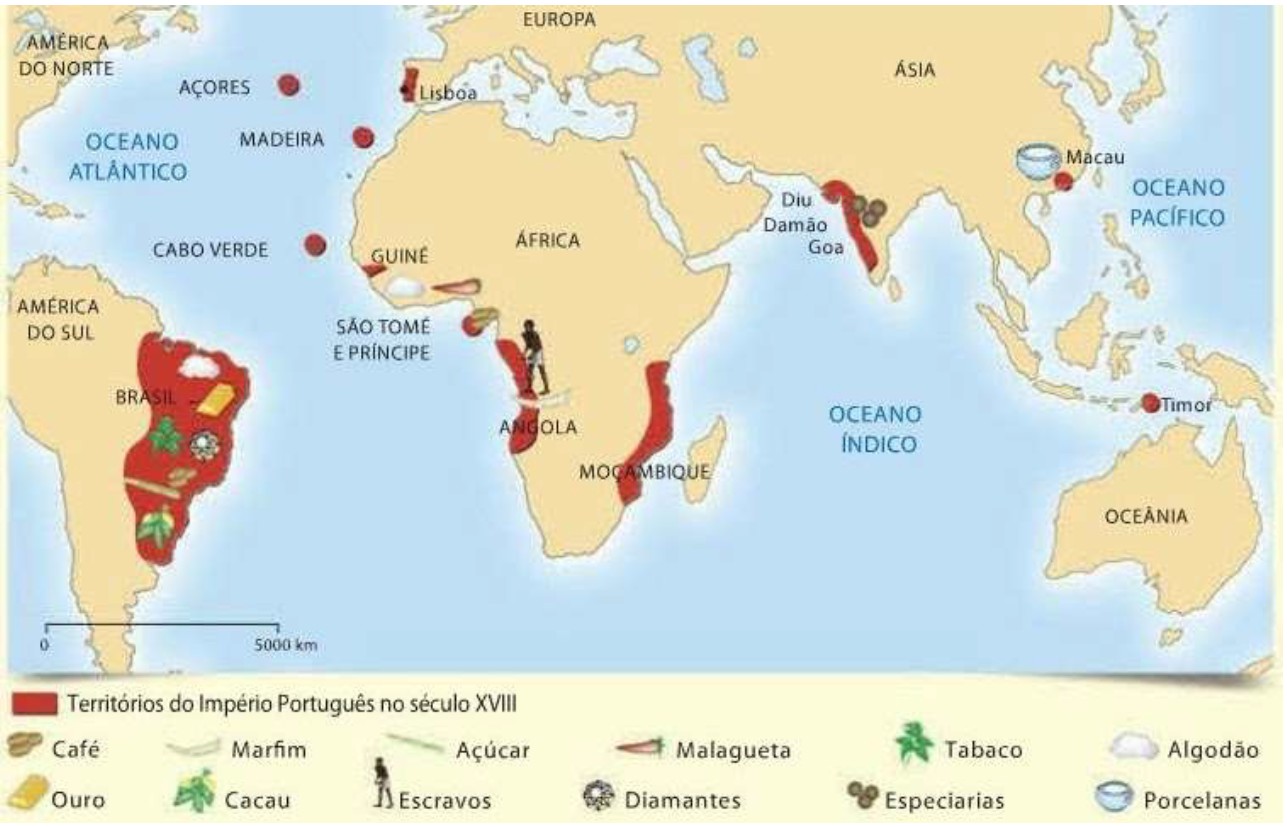 EUROPA
AMÉRICA
DO NORTE
ÁSIA
AÇORES
Lisboa
OCEANO
ATLÂNTICO
MADEIRA
Macau
OCEANO
PACÍFICO
Diu
Damão
Goa
CABO VERDE
GUINÉ
ÁFRICA
AMÉRICA
DO SUL
SÃO TOMÉ
E PRÍNCIPE
BRASIL
ANGOLA
OCEANO
ÍNDICO
Timor
MOÇAMBIQUE
OCEÂNIA
0 5000 km
Territórios do Império Português no século XVIII
Café Marfim Açúcar Malagueta Tabaco Algodão
Ouro Cacau Escravos Diamantes Especiarias Porcelanas